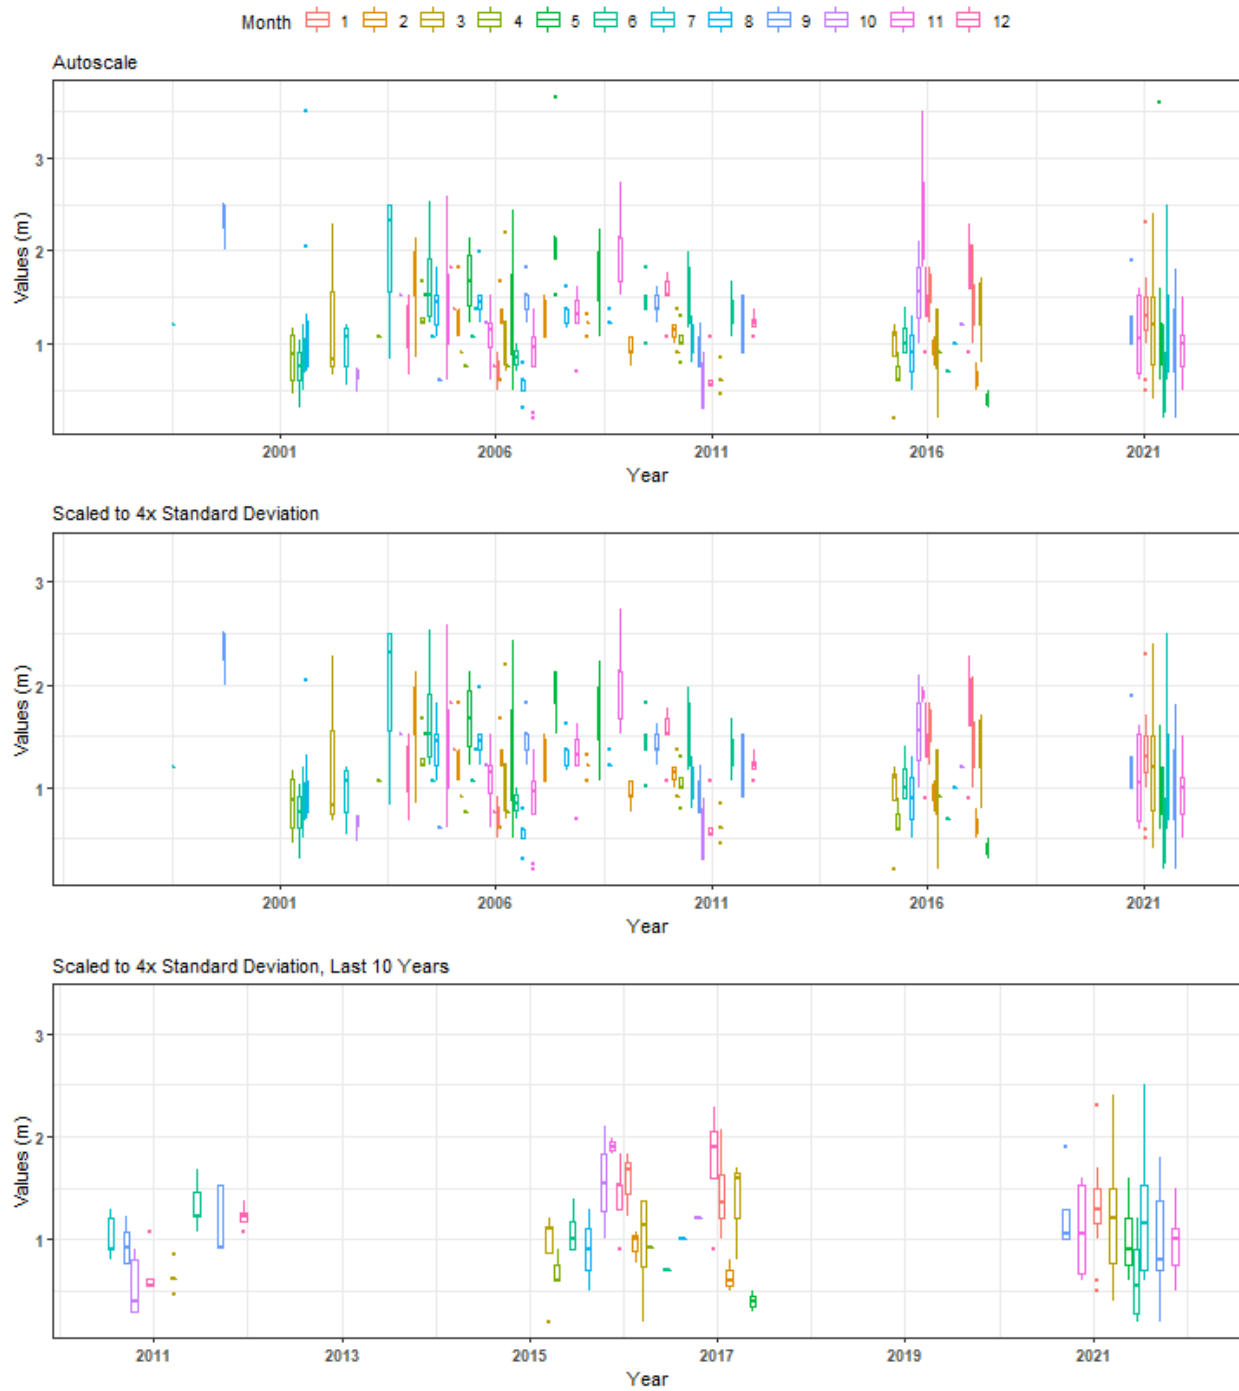 Month 1 2 3 4 5 6 7 8 9 10 11 12
Autoscale
Values (m)
3
2
1
2001 2006 2011 2016 2021
Year
Scaled to 4x Standard Deviation
Values (m)
3
2
1
2001 2006 2011 2016 2021
Year
Scaled to 4x Standard Deviation, Last 10 Years
Values (m)
3
2
1
2011 2013 2015 2017 2019 2021
Year